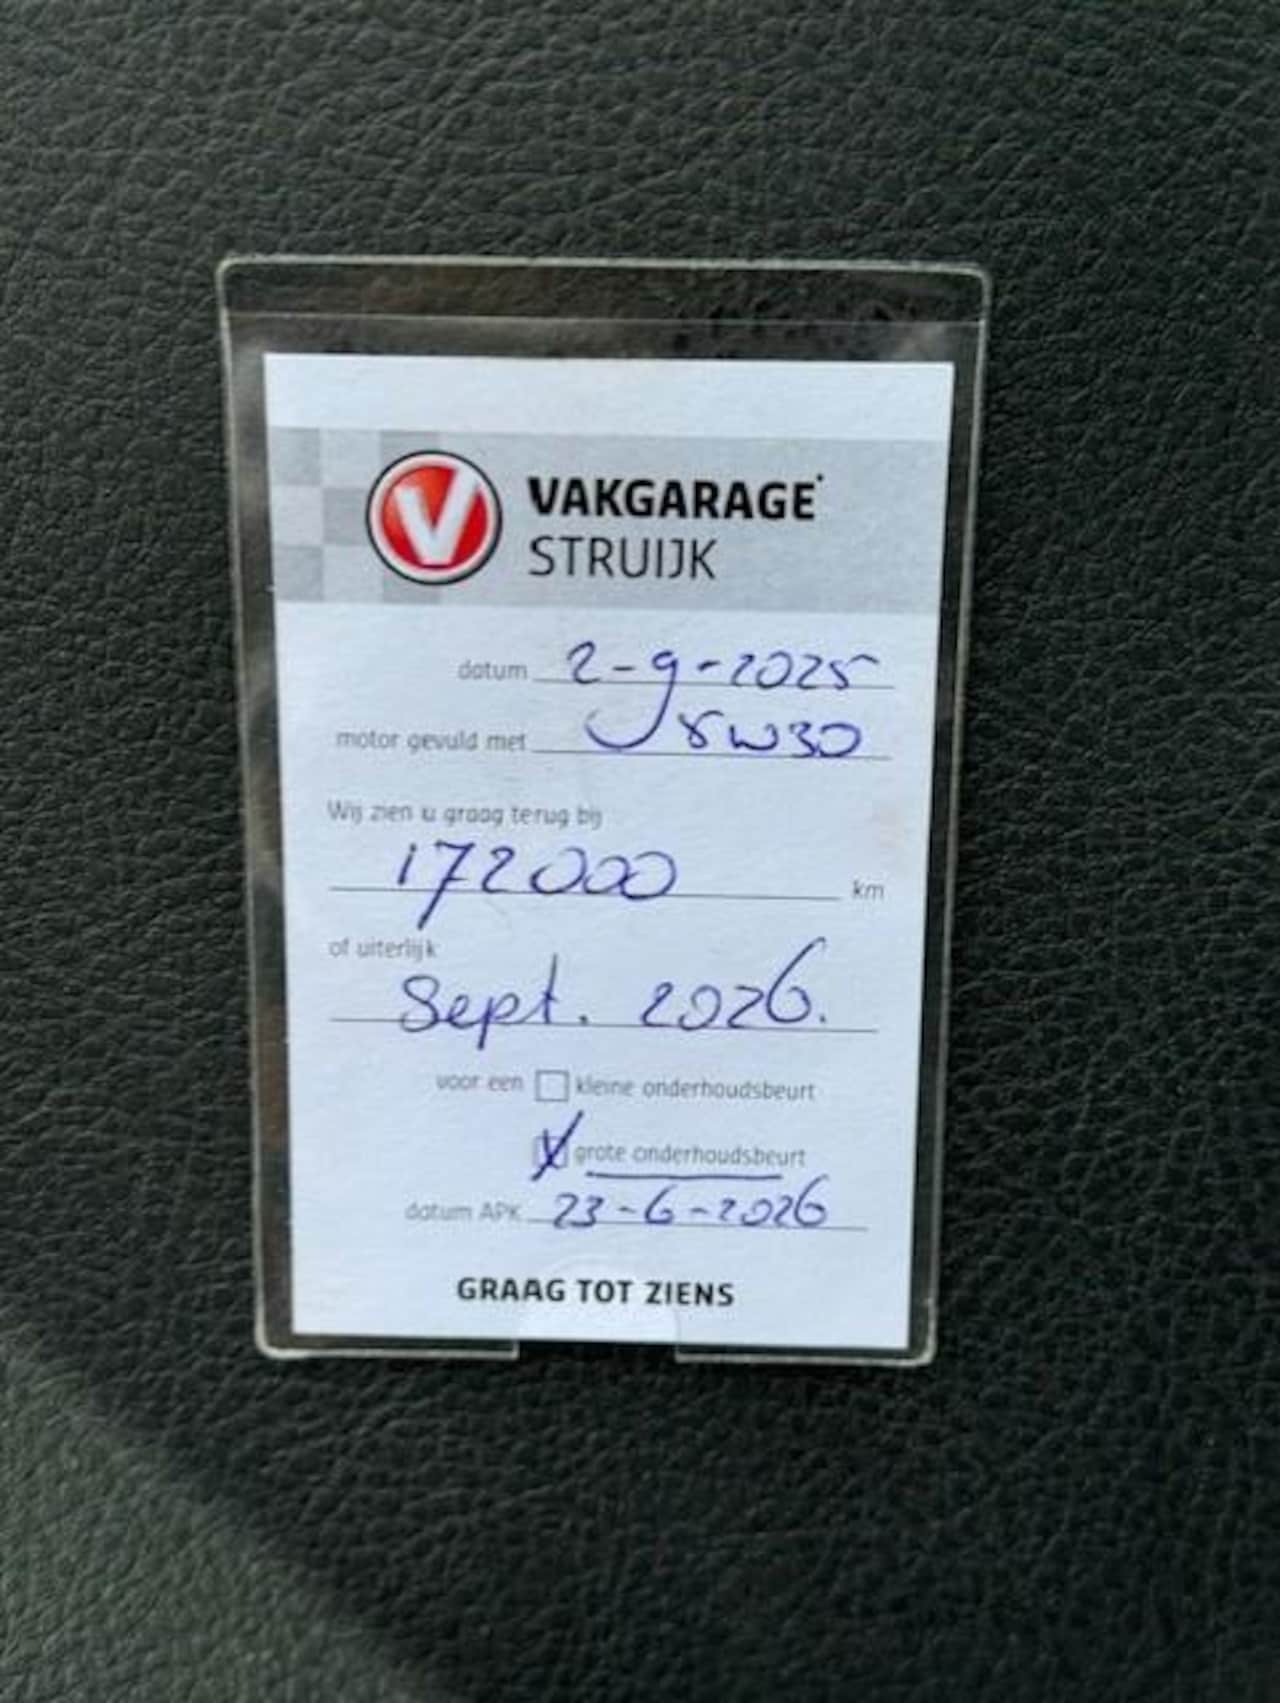 V VAKGARAGE
STRUIJK
datum 2-9-2025
motor gevuld met 5W30
Wij zien u graag terug bij
172000 km
of uiterlijk
Sept. 2026.
voor een kleine onderhoudsbeurt
grote onderhoudsbeurt
datum APK 23-6-2026
GRAAG TOT ZIENS